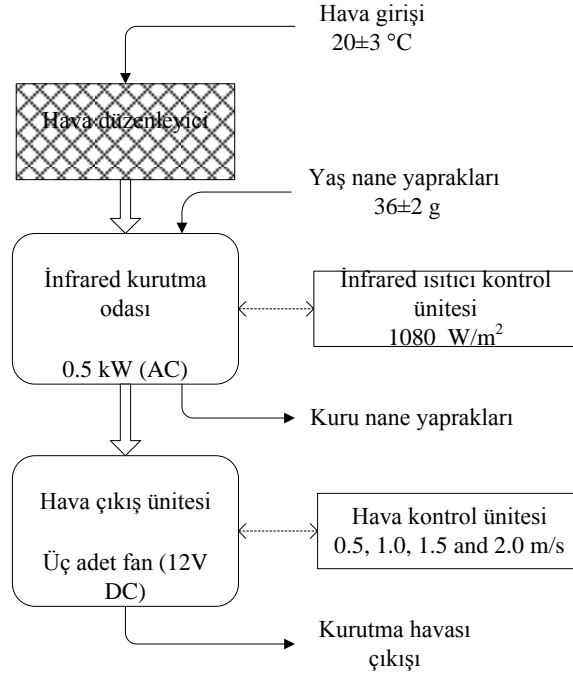 Hava girişi
20±3 °C
Hava düzenleyici
Yaş nane yaprakları
36±2 g
İnfrared kurutma
odası
0.5 kW (AC)
İnfrared ısıtıcı kontrol
ünitesi
1080 W/m²
Kuru nane yaprakları
Hava çıkış ünitesi
Üç adet fan (12V
DC)
Hava kontrol ünitesi
0.5, 1.0, 1.5 and 2.0 m/s
Kurutma havası
çıkışı